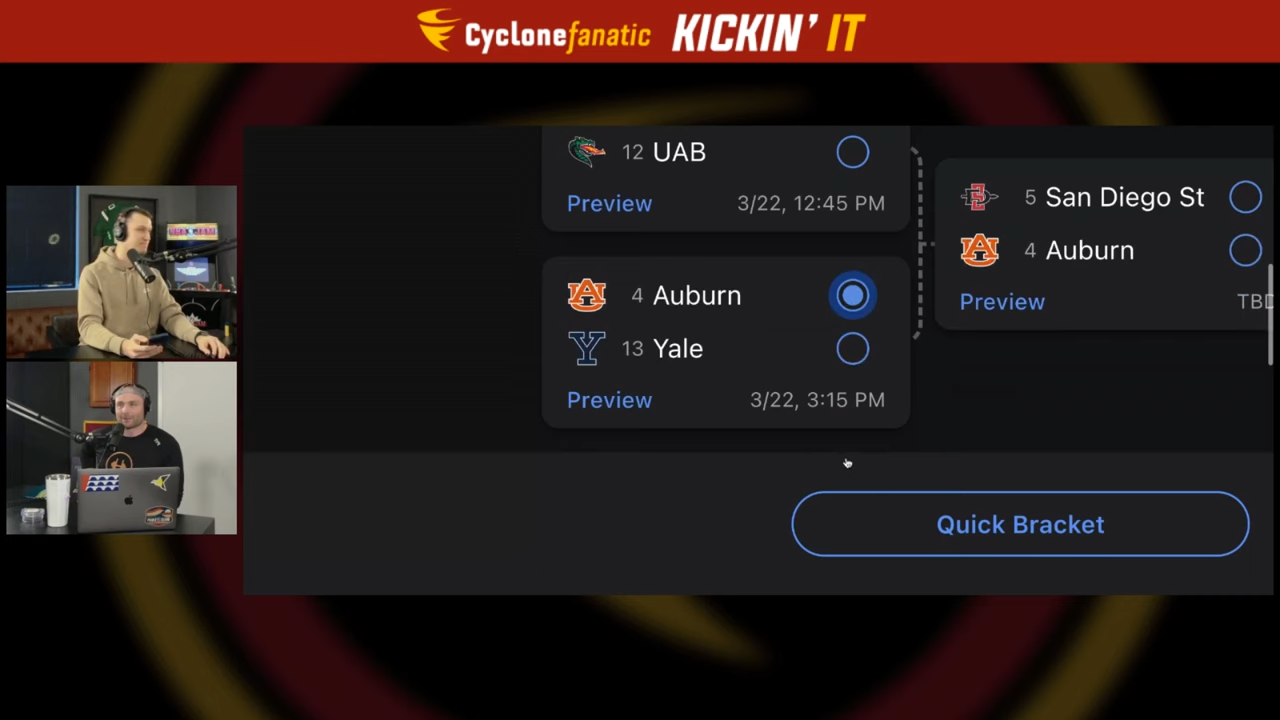 Cyclonefanatic KICKIN' IT
12 UAB
Preview 3/22, 12:45 PM
4 Auburn
13 Yale
Preview 3/22, 3:15 PM
5 San Diego St
4 Auburn
Preview TBD
Quick Bracket